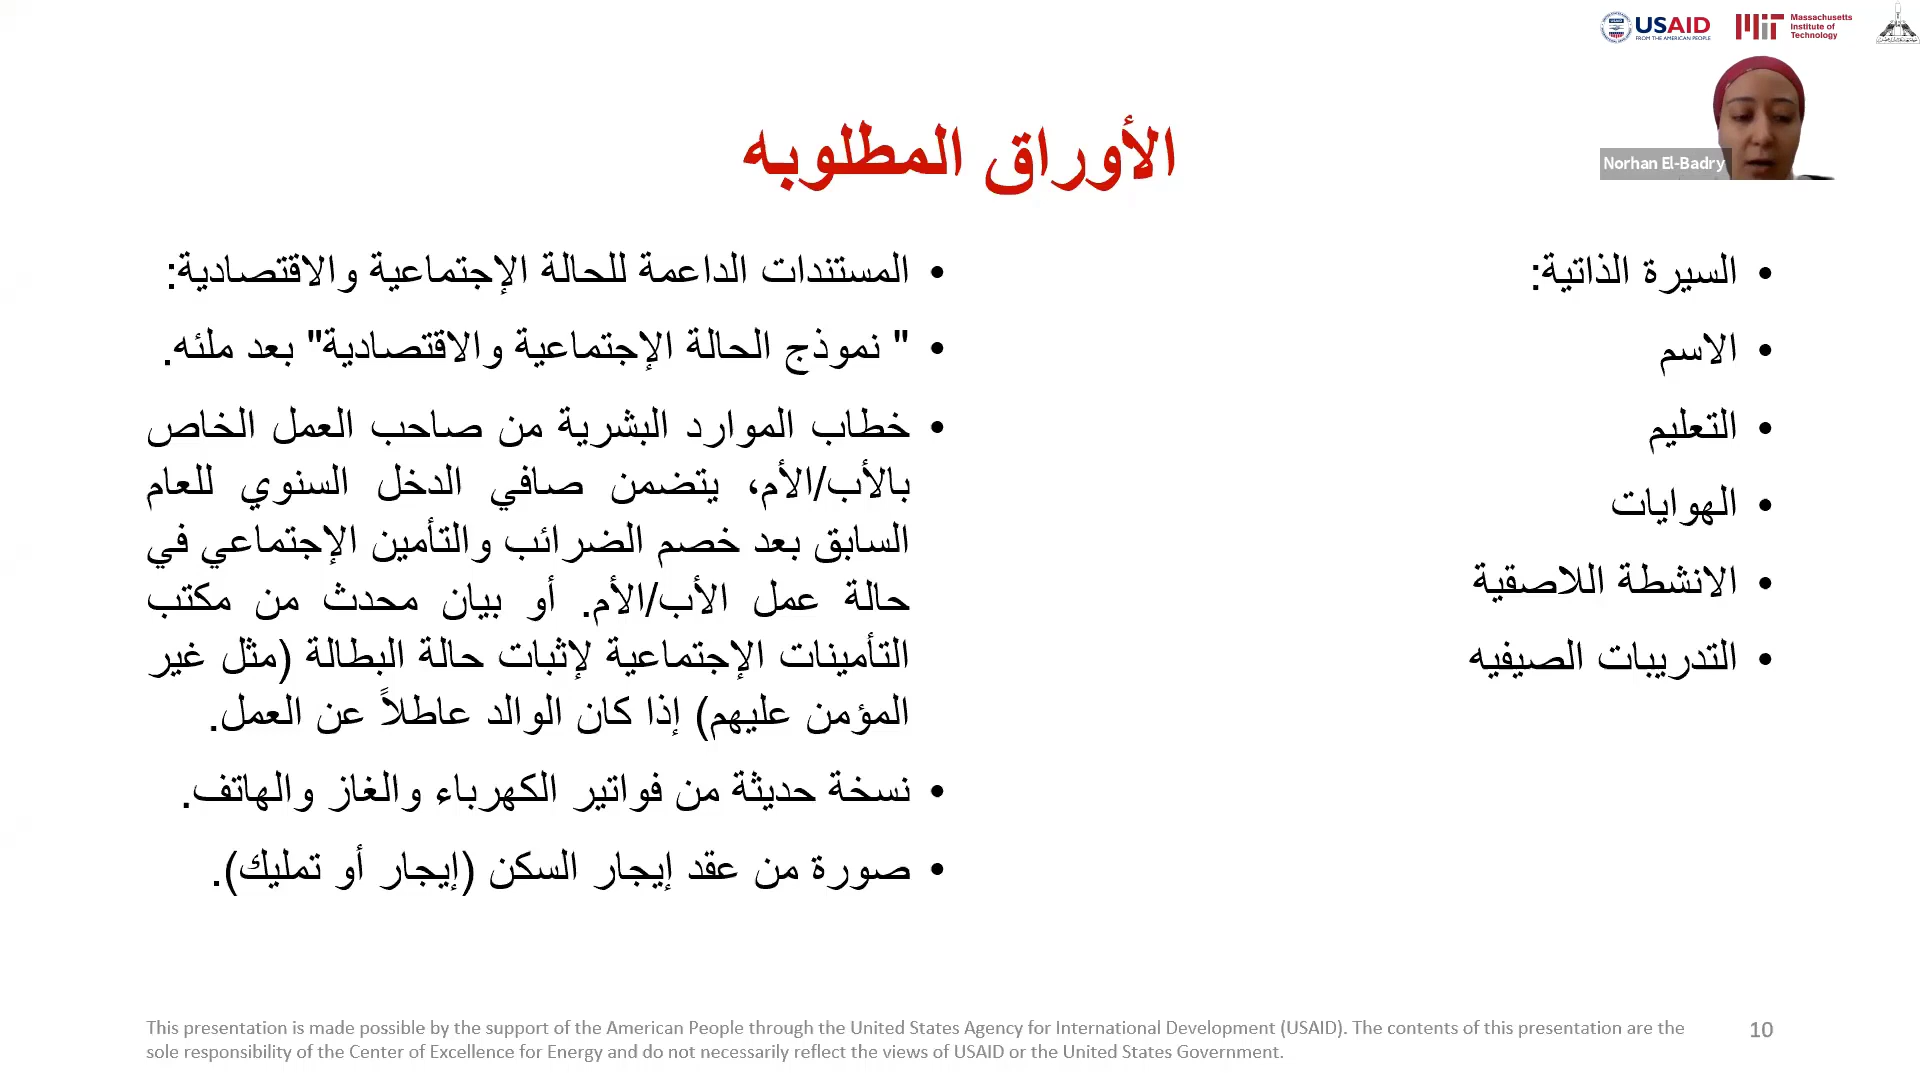 USAID
FROM THE AMERICAN PEOPLE
Massachusetts
Institute of
Technology
Norhan El-Badry
الأوراق المطلوبه
• السيرة الذاتية:
• الاسم
• التعليم
• الهوايات
• الانشطة اللاصقية
• التدريبات الصيفيه
• المستندات الداعمة للحالة الإجتماعية والاقتصادية:
• " نموذج الحالة الإجتماعية والاقتصادية" بعد ملئه.
• خطاب الموارد البشرية من صاحب العمل الخاص
بالأب/الأم، يتضمن صافي الدخل السنوي للعام
السابق بعد خصم الضرائب والتأمين الإجتماعي في
حالة عمل الأب/الأم. أو بيان محدث من مكتب
التأمينات الإجتماعية لإثبات حالة البطالة (مثل غير
المؤمن عليهم) إذا كان الوالد عاطلاً عن العمل.
• نسخة حديثة من فواتير الكهرباء والغاز والهاتف.
• صورة من عقد إيجار السكن (إيجار أو تمليك).
This presentation is made possible by the support of the American People through the United States Agency for International Development (USAID). The contents of this presentation are the
sole responsibility of the Center of Excellence for Energy and do not necessarily reflect the views of USAID or the United States Government.
10